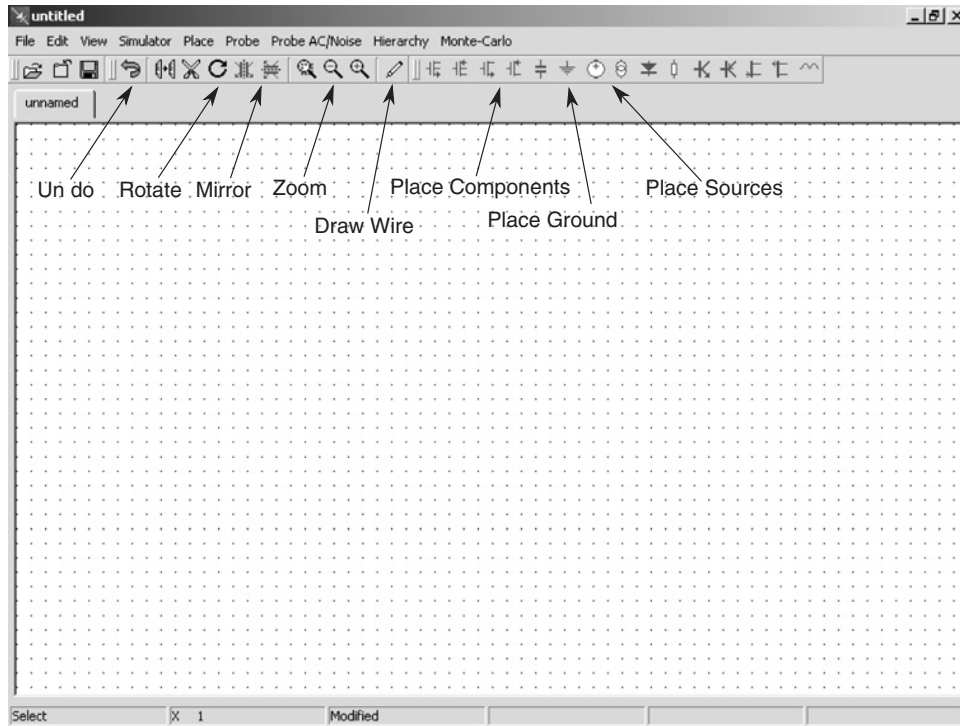 untitled
File Edit View Simulator Place Probe Probe AC/Noise Hierarchy Monte-Carlo
unnamed
Un do Rotate Mirror Zoom Place Components Place Sources
Draw Wire Place Ground
Select X 1 Modified